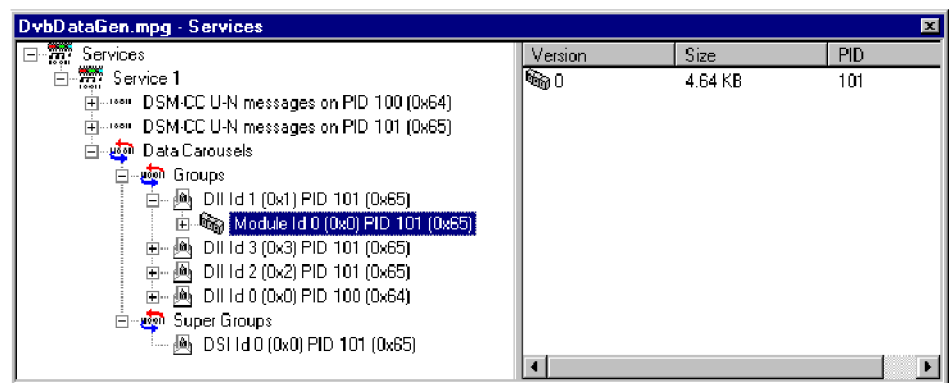 DvbDataGen.mpg - Services
Services
Service 1
DSM-CC U-N messages on PID 100 (0x64)
DSM-CC U-N messages on PID 101 (0x65)
Data Carousels
Groups
DII Id 1 (0x1) PID 101 (0x65)
Module Id 0 (0x0) PID 101 (0x65)
DII Id 3 (0x3) PID 101 (0x65)
DII Id 2 (0x2) PID 101 (0x65)
DII Id 0 (0x0) PID 100 (0x64)
Super Groups
DSI Id 0 (0x0) PID 101 (0x65)
Version Size PID
0 4.64 KB 101